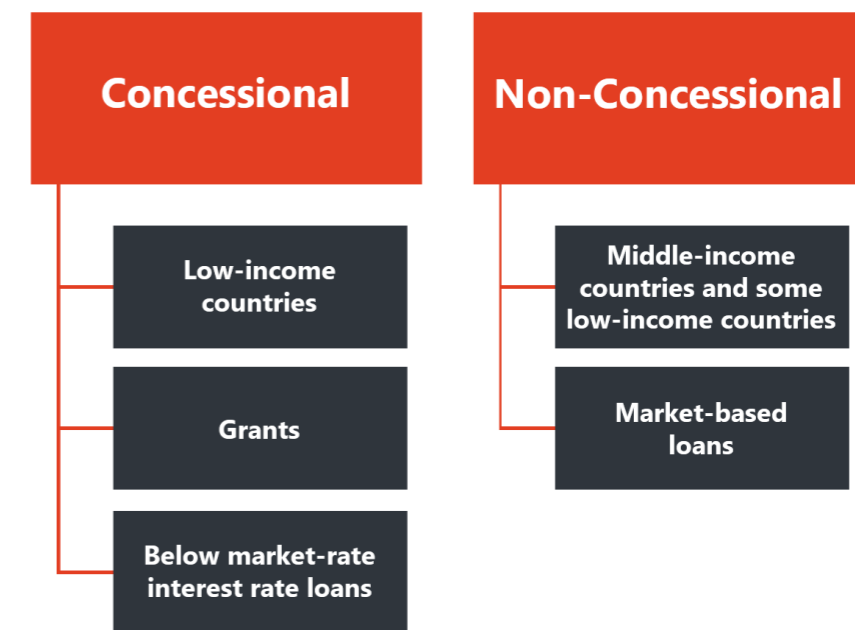 Concessional
Low-income
countries
Grants
Below market-rate
interest rate loans
Non-Concessional
Middle-income
countries and some
low-income countries
Market-based
loans